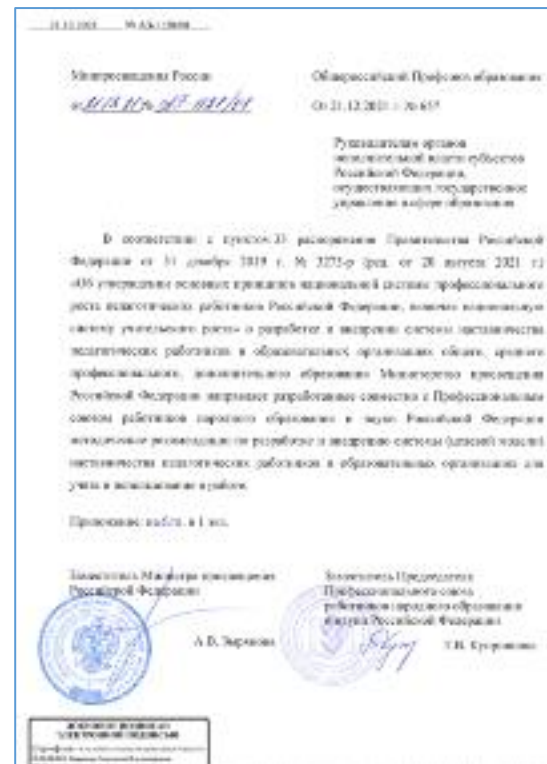 Минпросвещения России
Общероссийский Профсоюз образования
От 21.12.2021 г. № 657
Руководителям органов
исполнительной власти субъектов
Российской Федерации,
осуществляющих государственное
управление в сфере образования
В соответствии с пунктом 33 распоряжения Правительства Российской
Федерации от 31 декабря 2019 г. № 3273-р (ред. от 20 августа 2021 г.)
«Об утверждении основных принципов национальной системы профессионального
роста педагогических работников Российской Федерации, включая национальную
систему учительского роста» о разработке и внедрении системы наставничества
педагогических работников в образовательных организациях общего, среднего
профессионального, дополнительного образования Министерство просвещения
Российской Федерации направляет разработанные совместно с Профессиональным
союзом работников народного образования и науки Российской Федерации
методические рекомендации по разработке и внедрению системы (целевой модели)
наставничества педагогических работников в образовательных организациях для
учета и использования в работе.
Приложение: на л. в 1 экз.
Заместитель Министра просвещения
Российской Федерации
А.В. Зырянова
Заместитель Председателя
Профессионального союза
работников народного образования
и науки Российской Федерации
Т.В. Куприянова
ДОКУМЕНТ ПОДПИСАН
ЭЛЕКТРОННОЙ ПОДПИСЬЮ